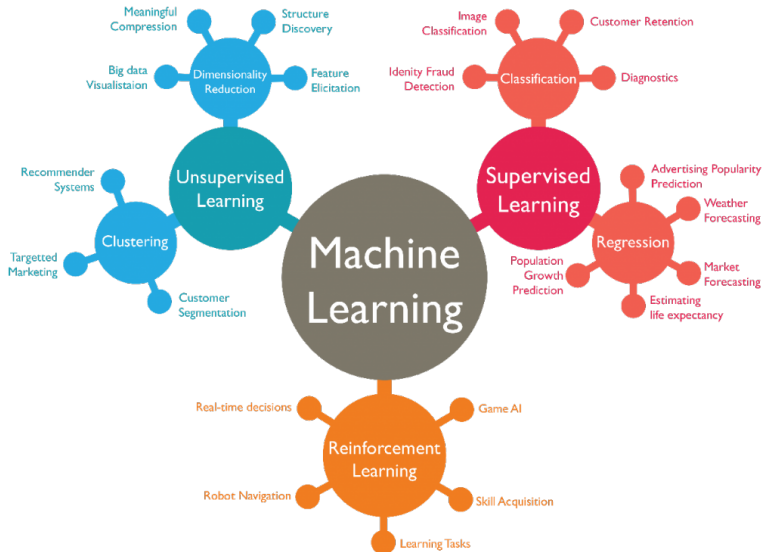 Meaningful
Compression
Structure
Discovery
Big data
Visualistaion
Dimensionality
Reduction
Feature
Elicitation
Unsupervised
Learning
Recommender
Systems
Clustering
Targetted
Marketing
Customer
Segmentation
Machine
Learning
Image
Classification
Customer Retention
Idenity Fraud
Detection
Classification
Diagnostics
Supervised
Learning
Advertising Popularity
Prediction
Weather
Forecasting
Regression
Population
Growth
Prediction
Market
Forecasting
Estimating
life expectancy
Real-time decisions
Game AI
Reinforcement
Learning
Robot Navigation
Skill Acquisition
Learning Tasks